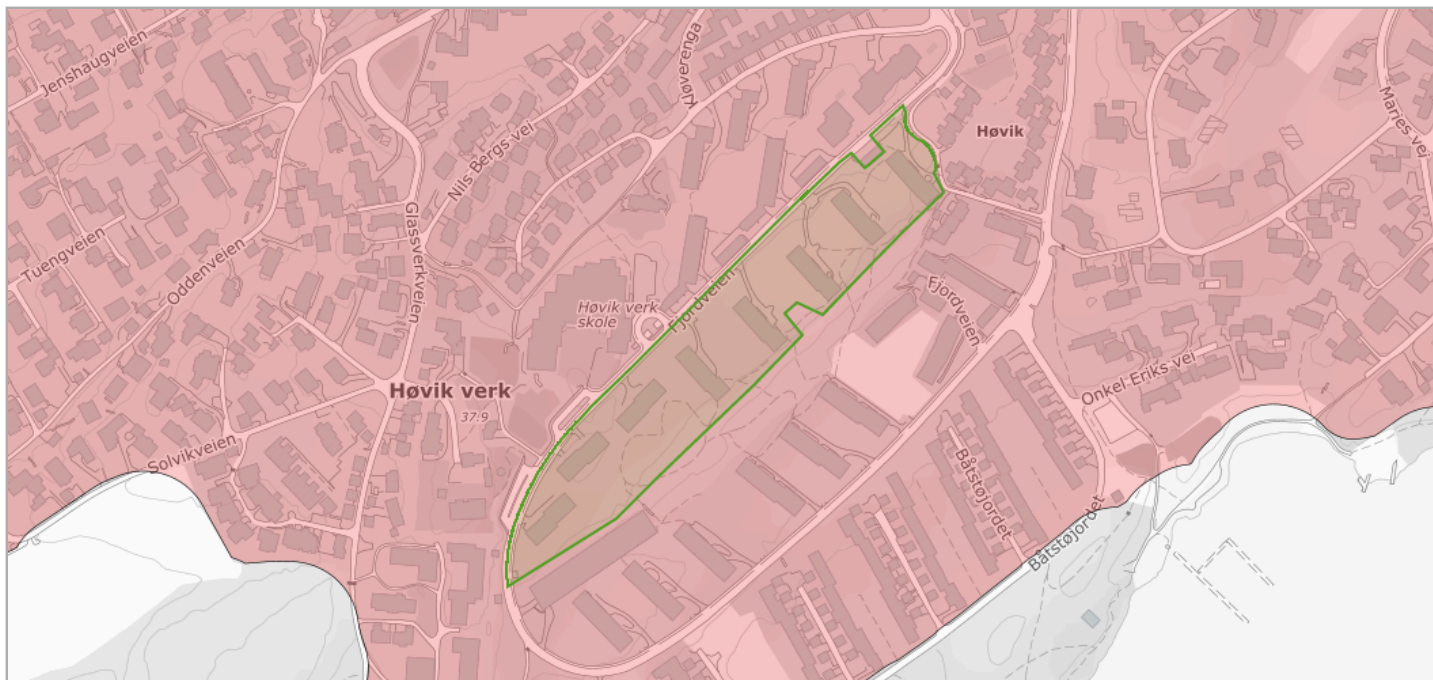 Jenshaugveien
Kløverenga
Maries vei
Nils Bergs vei
Høvik
Tuengveien
Oddenveien
Glassverkveien
Fjordveien
Høvik verk
skole
Fjordveien
Høvik verk
37.9
Onkel-Eriks vei
Solvikveien
Båtstøjordet
Båtstøjordet